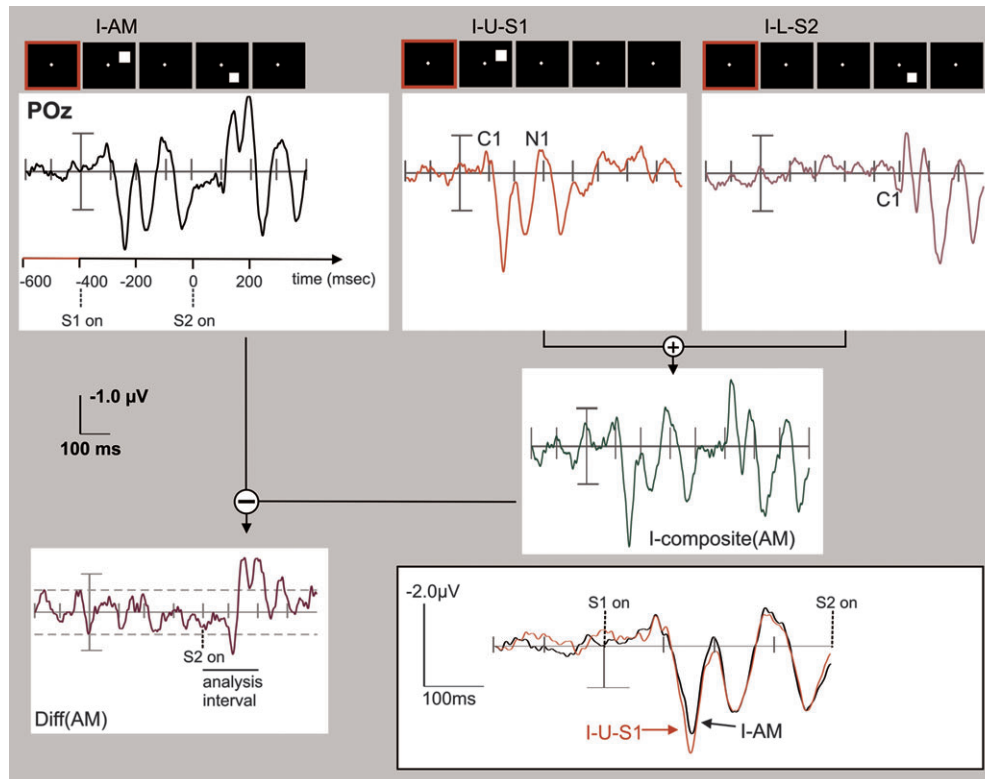 I-AM
I-U-S1
I-L-S2
POz
-600
-400
-200
0
200
time (msec)
S1 on
S2 on
C1
N1
C1
+
-1.0 µV
100 ms
−
I-composite(AM)
S2 on
analysis
interval
Diff(AM)
-2.0µV
100ms
S1 on
S2 on
I-U-S1
I-AM